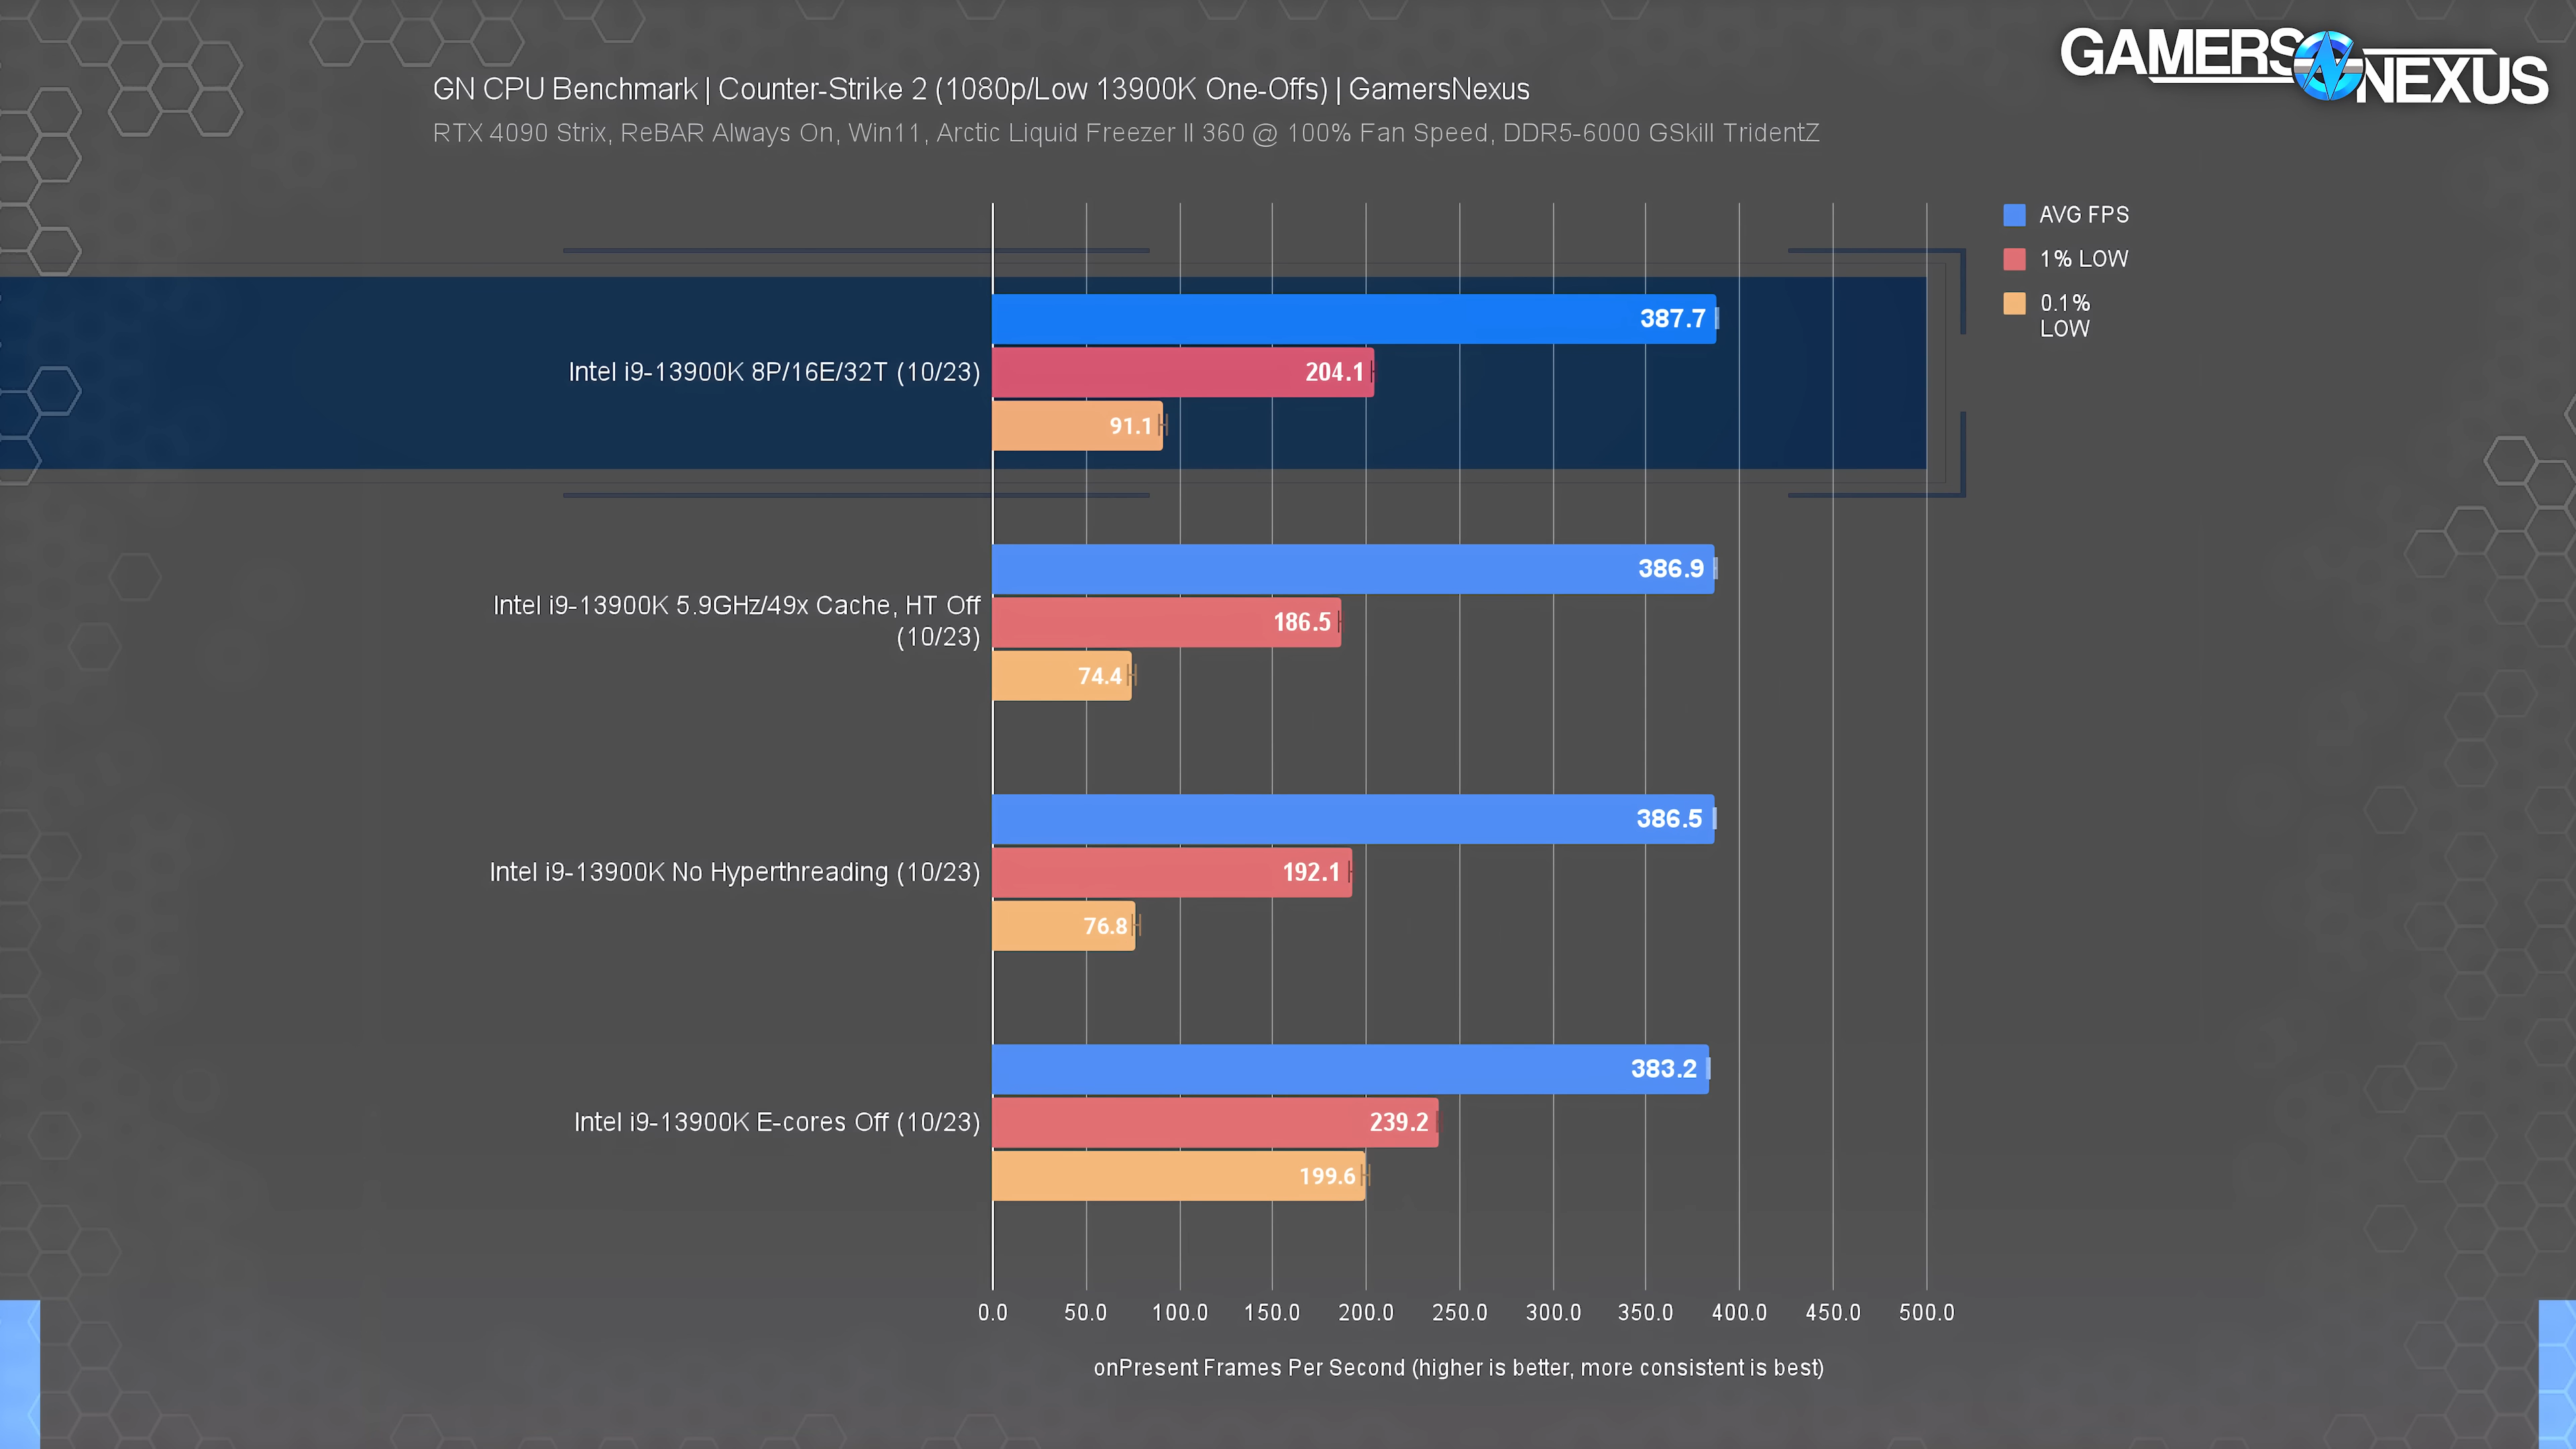 GAMERS NEXUS
GN CPU Benchmark | Counter-Strike 2 (1080p/Low 13900K One-Offs) | GamersNexus
RTX 4090 Strix, ReBAR Always On, Win11, Arctic Liquid Freezer II 360 @ 100% Fan Speed, DDR5-6000 GSkill TridentZ
AVG FPS
1% LOW
0.1%
LOW
Intel i9-13900K 8P/16E/32T (10/23)
387.7
204.1
91.1
Intel i9-13900K 5.9GHz/49x Cache, HT Off
(10/23)
386.9
186.5
74.4
Intel i9-13900K No Hyperthreading (10/23)
386.5
192.1
76.8
Intel i9-13900K E-cores Off (10/23)
383.2
239.2
199.6
0.0 50.0 100.0 150.0 200.0 250.0 300.0 350.0 400.0 450.0 500.0
onPresent Frames Per Second (higher is better, more consistent is best)